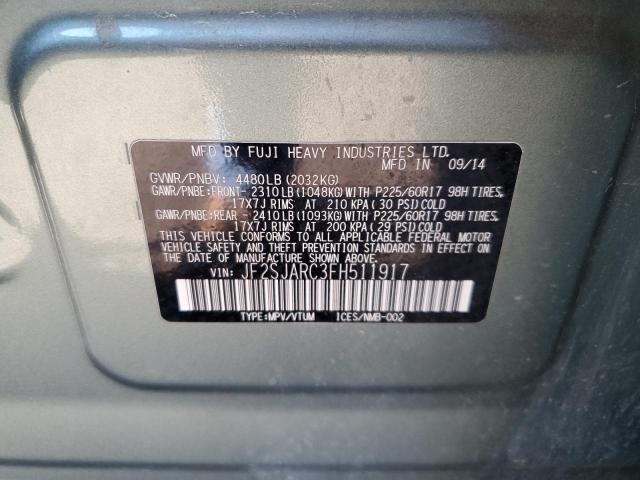 MFD BY FUJI HEAVY INDUSTRIES LTD.
MFD IN 09/14
GVWR/PNBV: 4480LB(2032KG)
GAWR/PNBE:FRONT- 2310LB(1048KG)WITH P225/60R17 98H TIRES,
17X7J RIMS AT 210 KPA(30 PSI)COLD
GAWR/PNBE:REAR - 2410LB(1093KG)WITH P225/60R17 98H TIRES,
17X7J RIMS AT 200 KPA(29 PSI)COLD
THIS VEHICLE CONFORMS TO ALL APPLICABLE FEDERAL MOTOR
VEHICLE SAFETY AND THEFT PREVENTION STANDARDS IN EFFECT ON
THE DATE OF MANUFACTURE SHOWN ABOVE.
VIN: JF2SJARC3FH511917
TYPE:MPV/VTUM ICES/NMB-002